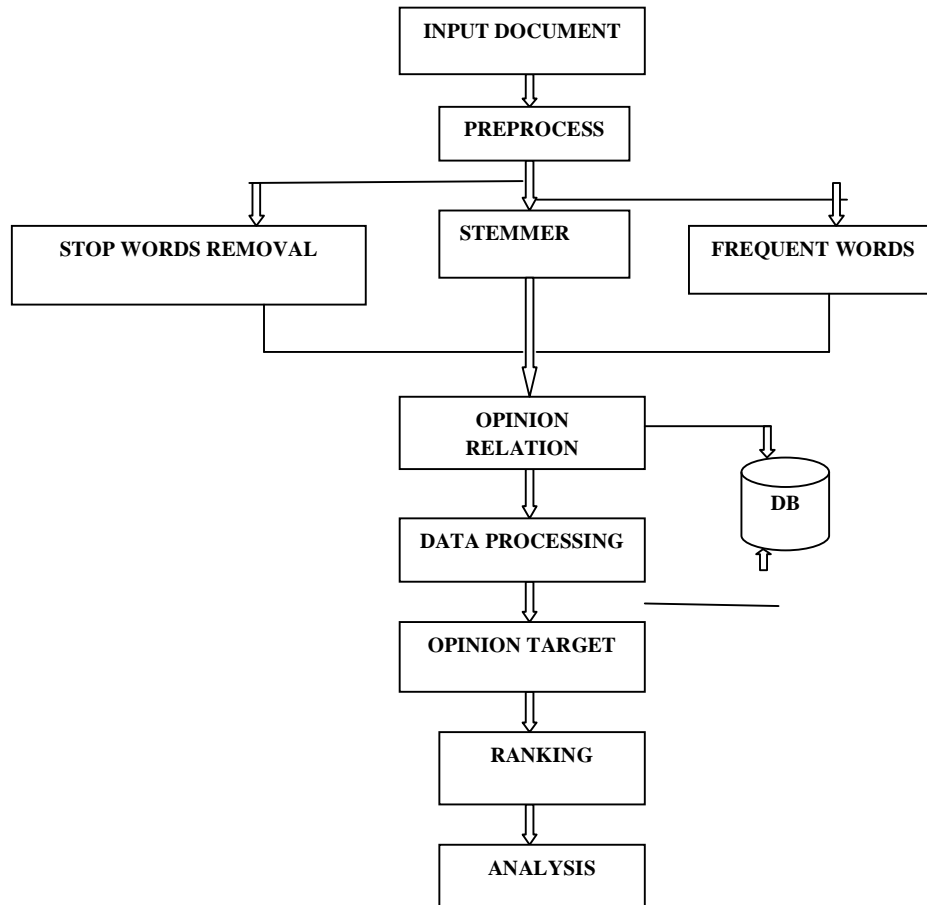 INPUT DOCUMENT
PREPROCESS
STOP WORDS REMOVAL
STEMMER
FREQUENT WORDS
OPINION
RELATION
DB
DATA PROCESSING
OPINION TARGET
RANKING
ANALYSIS